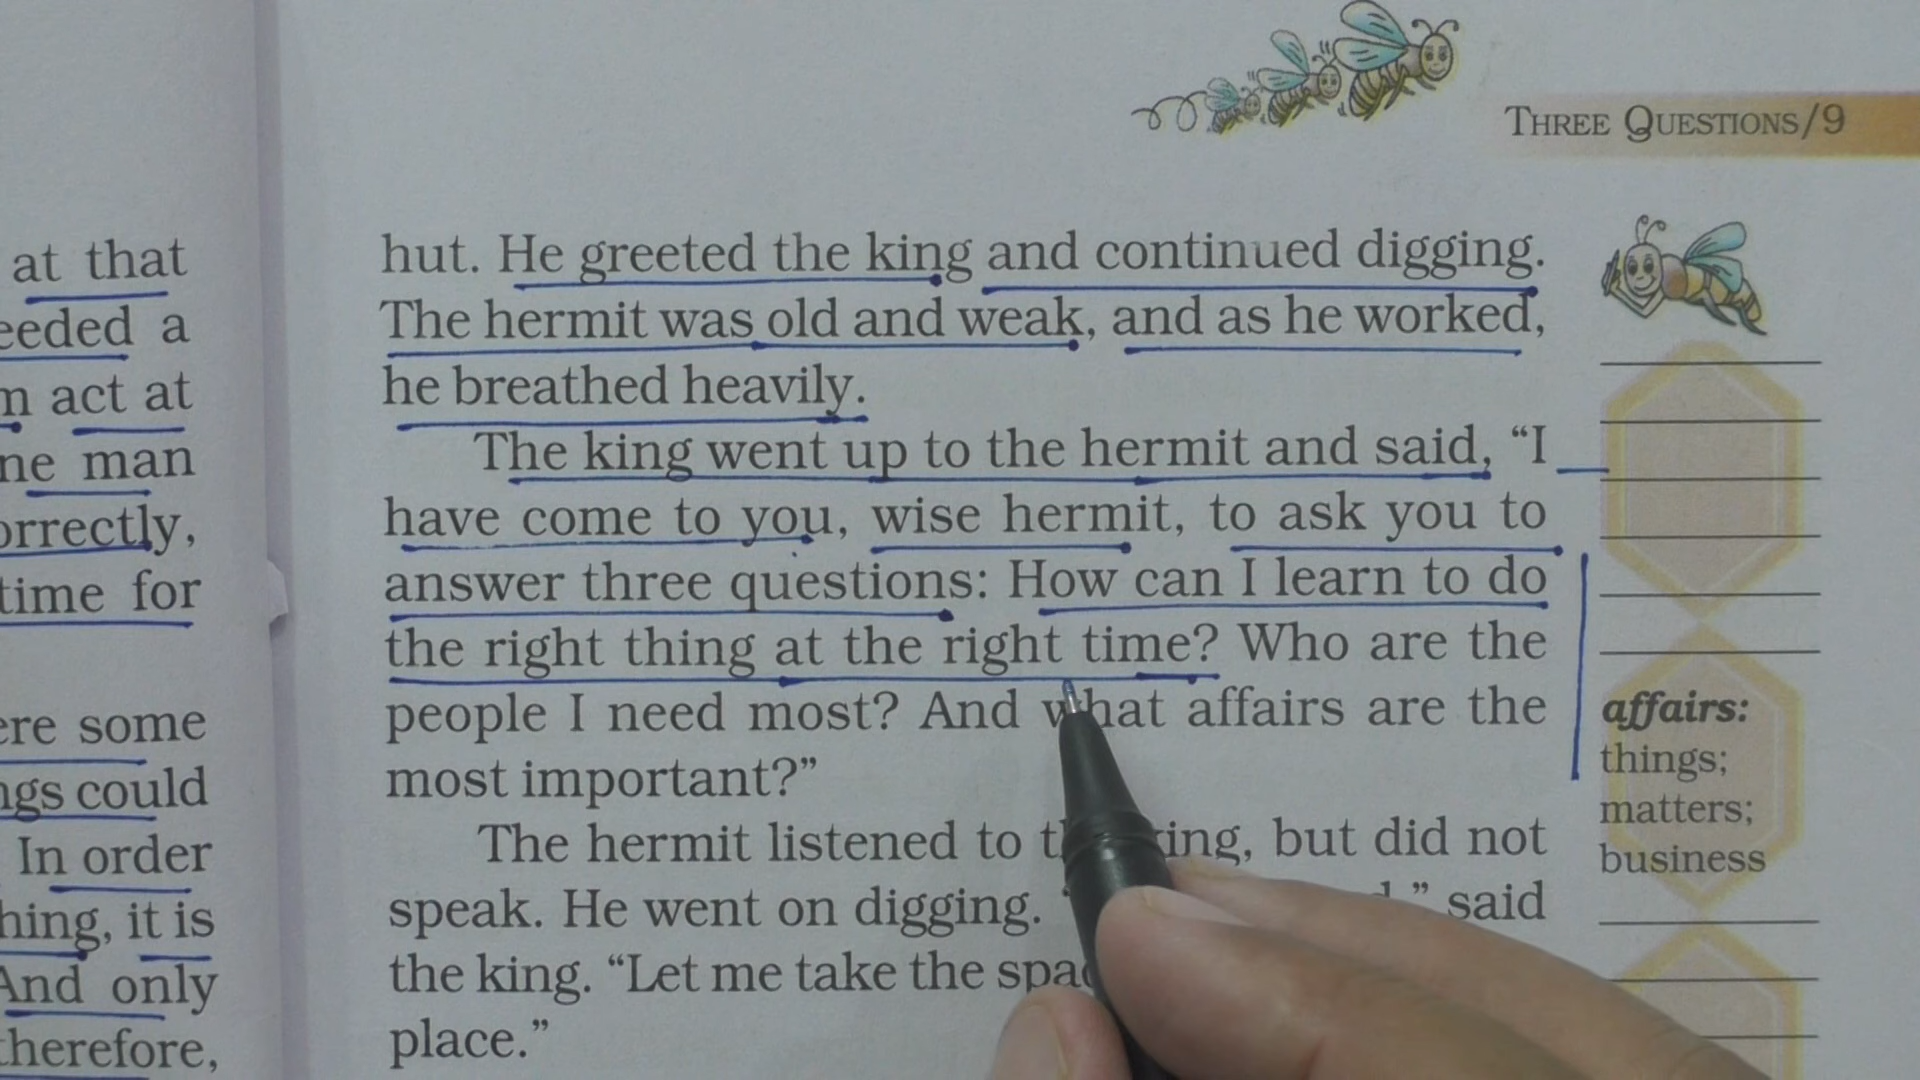 at that
eeded a
m act at
ne man
orrectly,
time for
ere some
ngs could
In order
hing, it is
And only
therefore,
THREE QUESTIONS/9
hut. He greeted the king and continued digging.
The hermit was old and weak, and as he worked,
he breathed heavily.
The king went up to the hermit and said, “I
have come to you, wise hermit, to ask you to
answer three questions: How can I learn to do
the right thing at the right time? Who are the
people I need most? And what affairs are the
most important?”
The hermit listened to king, but did not
speak. He went on digging. ” said
the king. “Let me take the
place.”
affairs:
things;
matters;
business